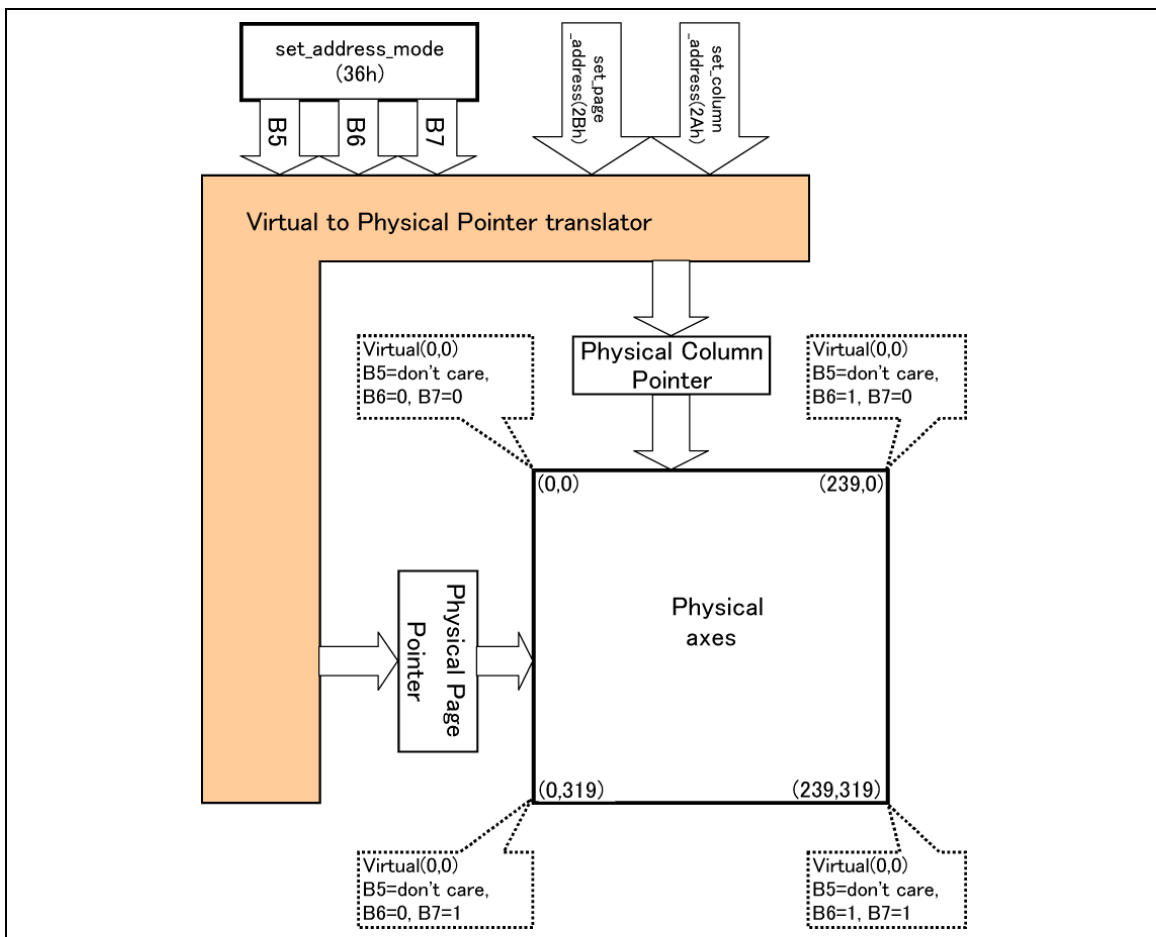 set_address_mode
(36h)
set_page
_address(2Bh)
set_column
_address(2Ah)
B5
B6
B7
Virtual to Physical Pointer translator
Virtual(0,0)
B5=don't care,
B6=0, B7=0
Physical Column
Pointer
Virtual(0,0)
B5=don't care,
B6=1, B7=0
(0,0)
(239,0)
Physical Page
Pointer
Physical
axes
(0,319)
(239,319)
Virtual(0,0)
B5=don't care,
B6=0, B7=1
Virtual(0,0)
B5=don't care,
B6=1, B7=1